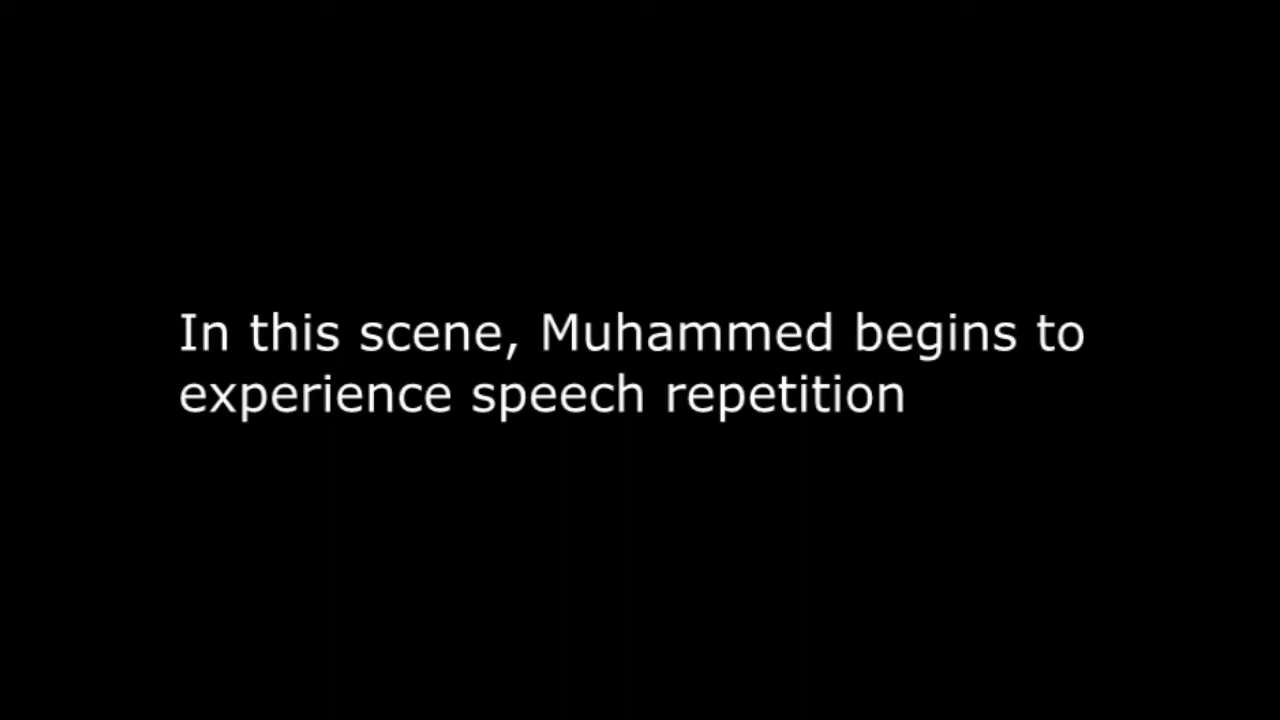 In this scene, Muhammed begins to
experience speech repetition